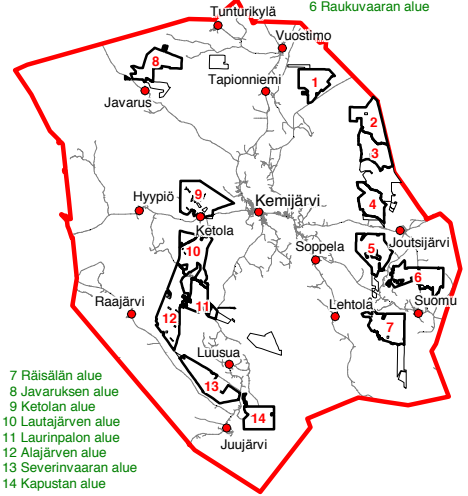 6 Raukuvaaran alue
Tunturikylä
Vuostimo
8
Tapionniemi
1
Javarus
2
3
9
Hyypiö
Kemijärvi
4
Ketola
Joutsijärvi
10
Soppela
5
6
Raajärvi
11
Lehtola
Suomu
12
7
Luusua
13
14
Juujärvi
7 Räisälän alue
8 Javaruksen alue
9 Ketolan alue
10 Lautajärven alue
11 Laurinpalon alue
12 Alajärven alue
13 Severinvaaran alue
14 Kapustan alue